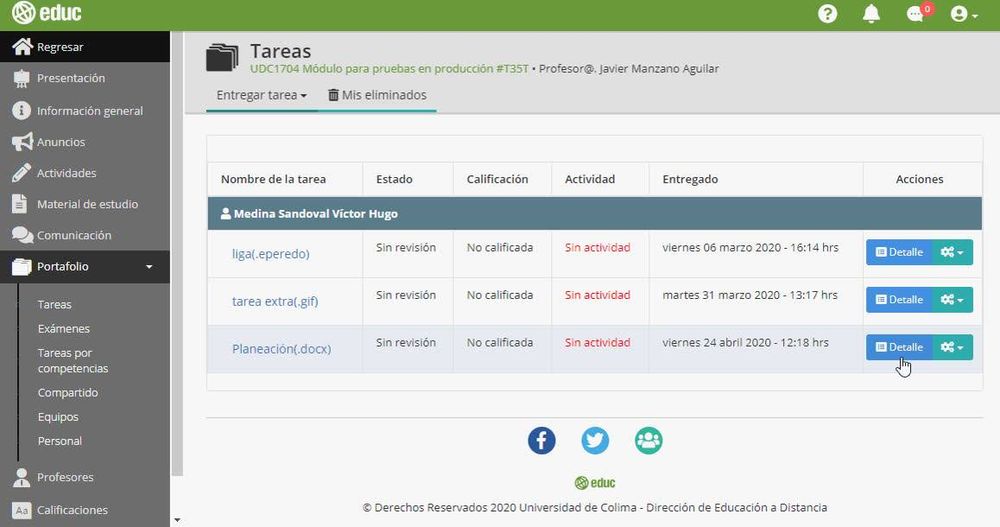 educ
0
Regresar
Presentación
Información general
Anuncios
Actividades
Material de estudio
Comunicación
Portafolio
Tareas
Exámenes
Tareas por
competencias
Compartido
Equipos
Personal
Profesores
Aa Calificaciones
Tareas
UDC1704 Módulo para pruebas en producción #T35T • Profesor@. Javier Manzano Aguilar
Entregar tarea Mis eliminados
Nombre de la tarea Estado Calificación Actividad Entregado Acciones
Medina Sandoval Víctor Hugo
liga(.eperedo) Sin revisión No calificada Sin actividad viernes 06 marzo 2020 - 16:14 hrs Detalle
tarea extra(.gif) Sin revisión No calificada Sin actividad martes 31 marzo 2020 - 13:17 hrs Detalle
Planeación(.docx) Sin revisión No calificada Sin actividad viernes 24 abril 2020 - 12:18 hrs Detalle
educ
© Derechos Reservados 2020 Universidad de Colima - Dirección de Educación a Distancia